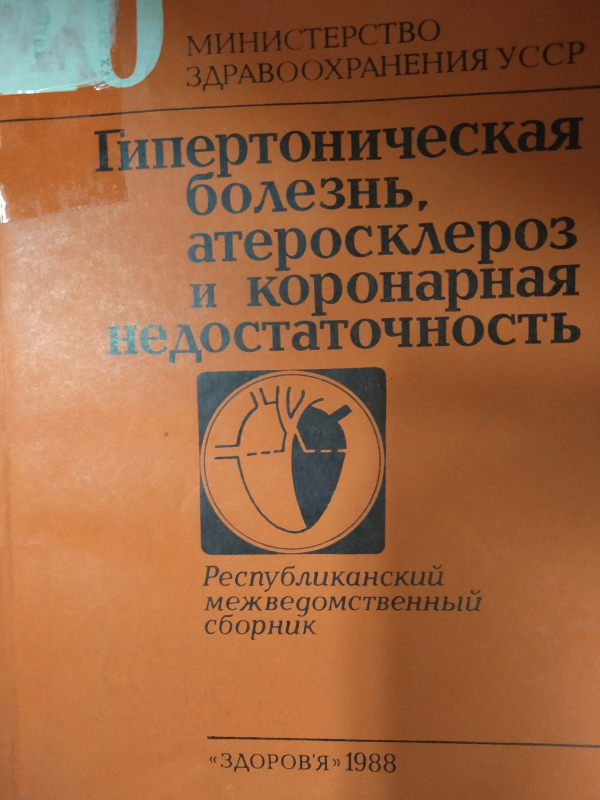 МИНИСТЕРСТВО
ЗДРАВООХРАНЕНИЯ УССР
Гипертоническая
болезнь,
атеросклероз
и коронарная
недостаточность
Республиканский
межведомственный
сборник
«ЗДОРОВ'Я» 1988